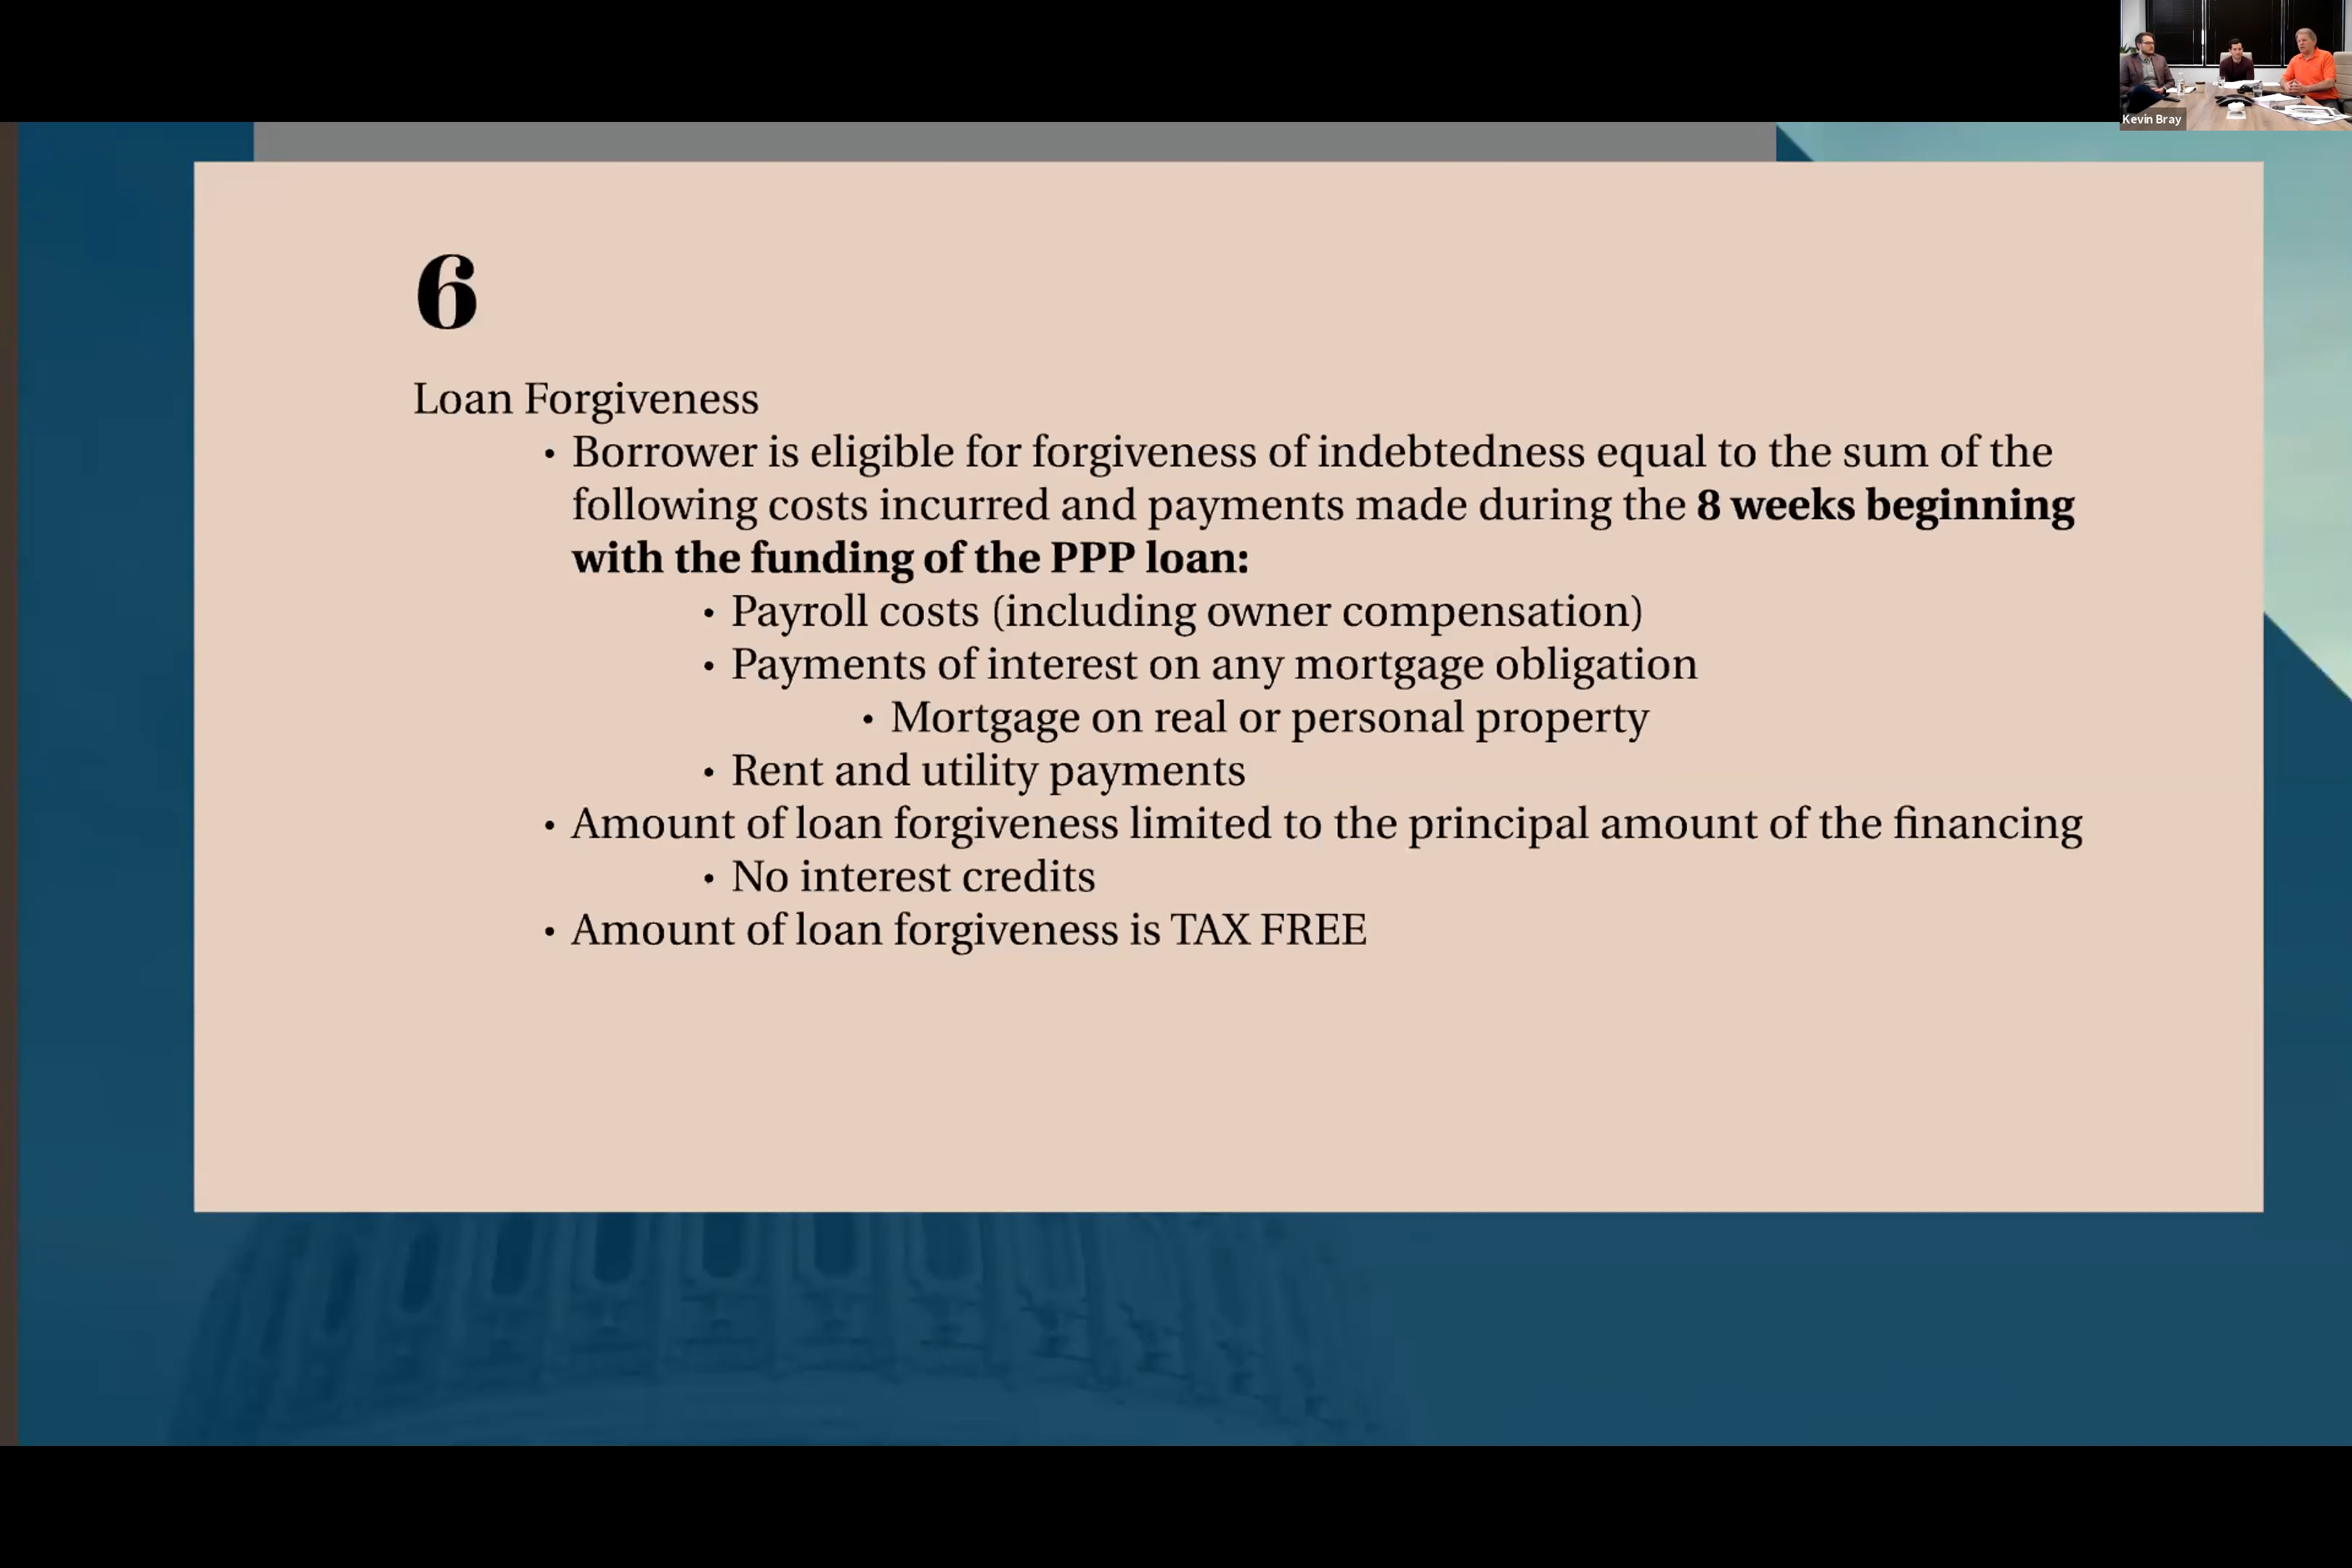 Kevin Bray
6
Loan Forgiveness
• Borrower is eligible for forgiveness of indebtedness equal to the sum of the
following costs incurred and payments made during the 8 weeks beginning
with the funding of the PPP loan:
• Payroll costs (including owner compensation)
• Payments of interest on any mortgage obligation
• Mortgage on real or personal property
• Rent and utility payments
• Amount of loan forgiveness limited to the principal amount of the financing
• No interest credits
• Amount of loan forgiveness is TAX FREE